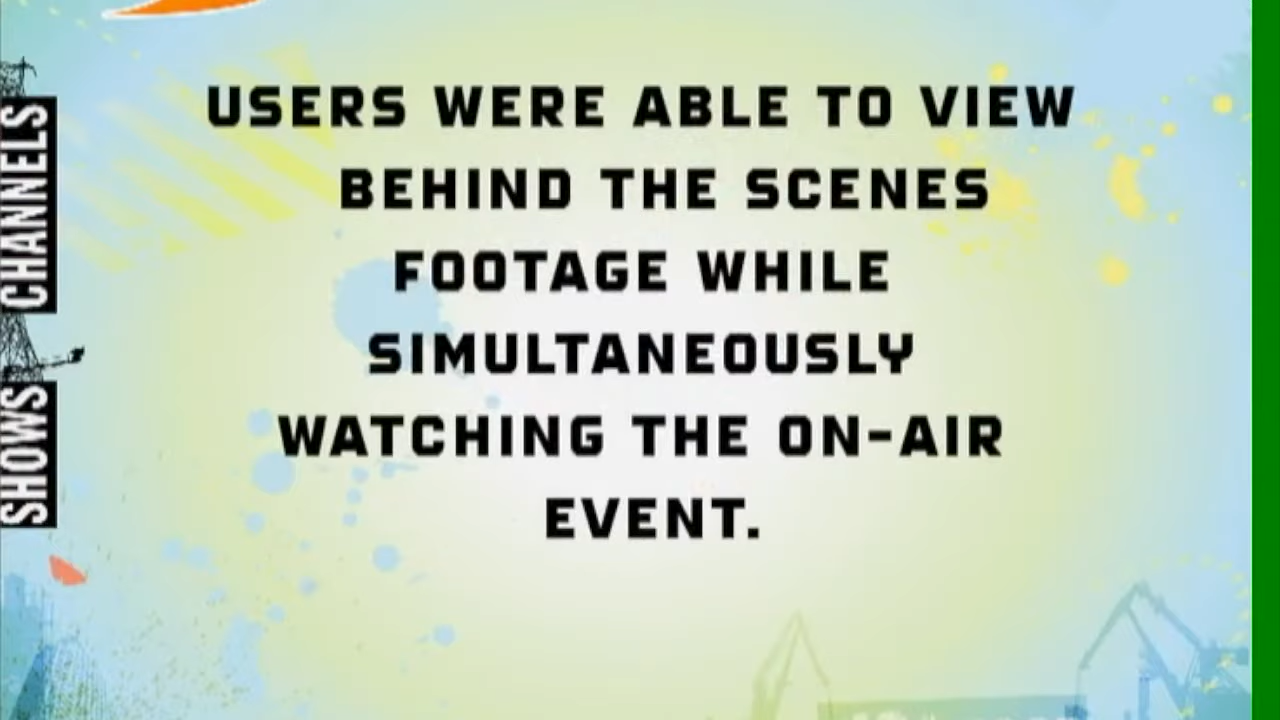 USERS WERE ABLE TO VIEW
BEHIND THE SCENES
FOOTAGE WHILE
SIMULTANEOUSLY
WATCHING THE ON-AIR
EVENT.
CHANNELS
SHOWS